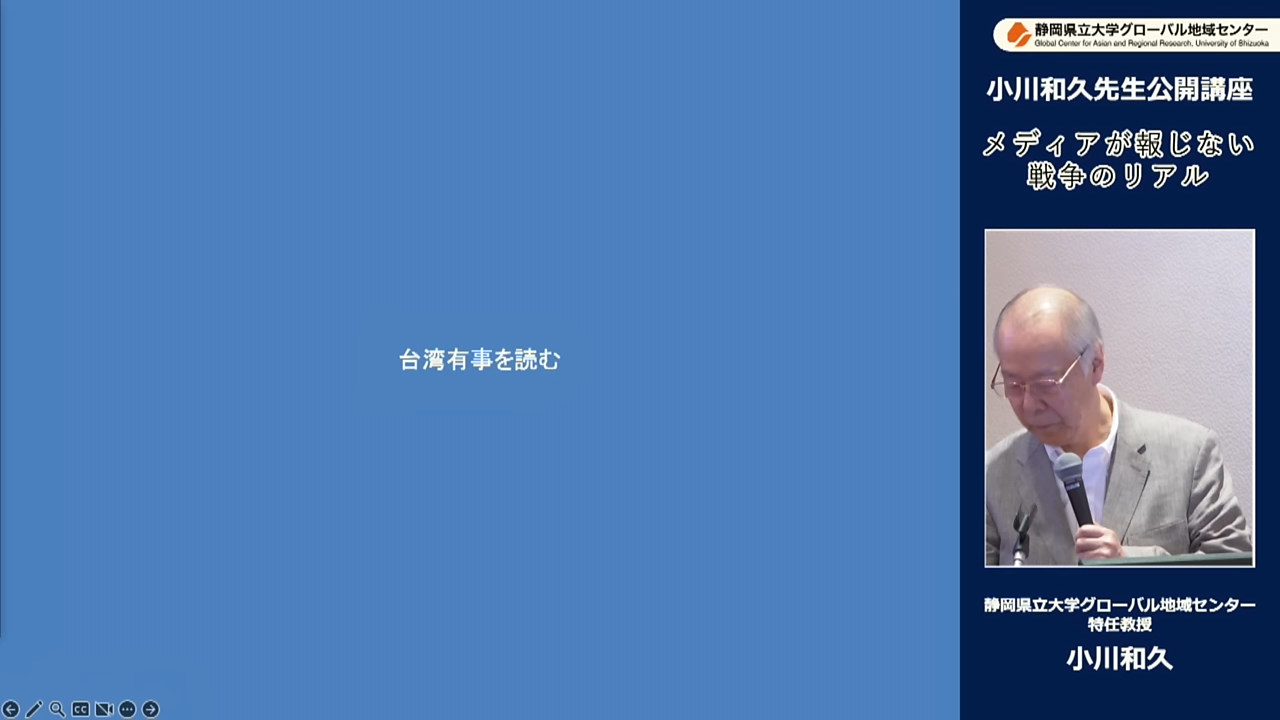 台湾有事を読む
静岡県立大学グローバル地域センター
Global Center for Asian and Regional Research, University of Shizuoka
小川和久先生公開講座
メディアが報じない
戦争のリアル
静岡県立大学グローバル地域センター
特任教授
小川和久
CC